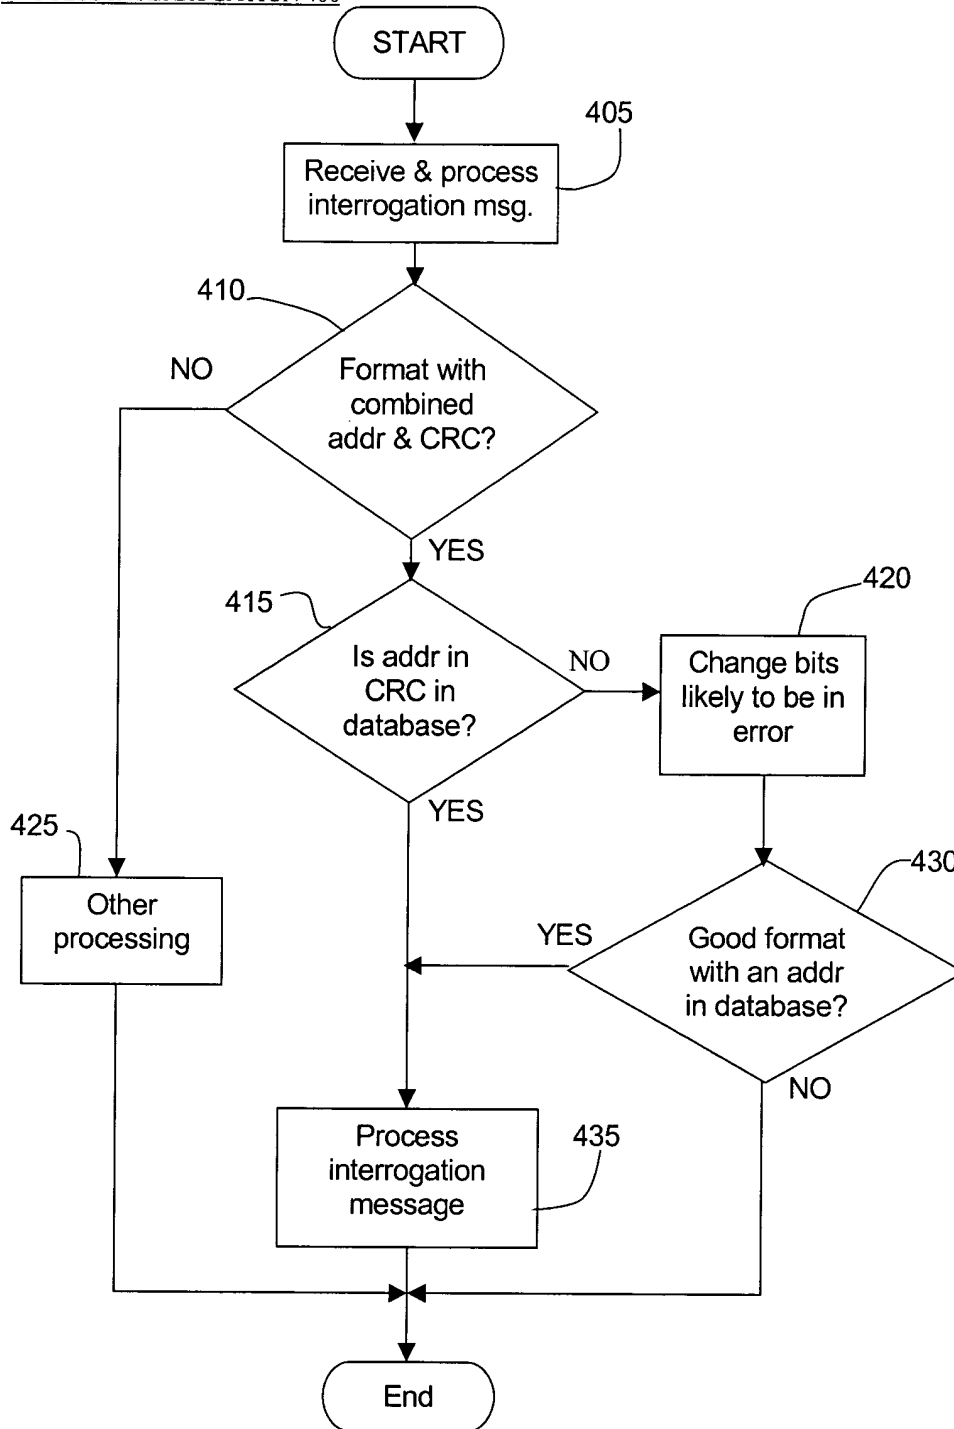 START
405
Receive & process
interrogation msg.
410
NO
Format with
combined
addr & CRC?
YES
415
420
Is addr in
CRC in
database?
NO
Change bits
likely to be in
error
YES
425
430
Other
processing
YES
Good format
with an addr
in database?
NO
Process
interrogation
message
435
End